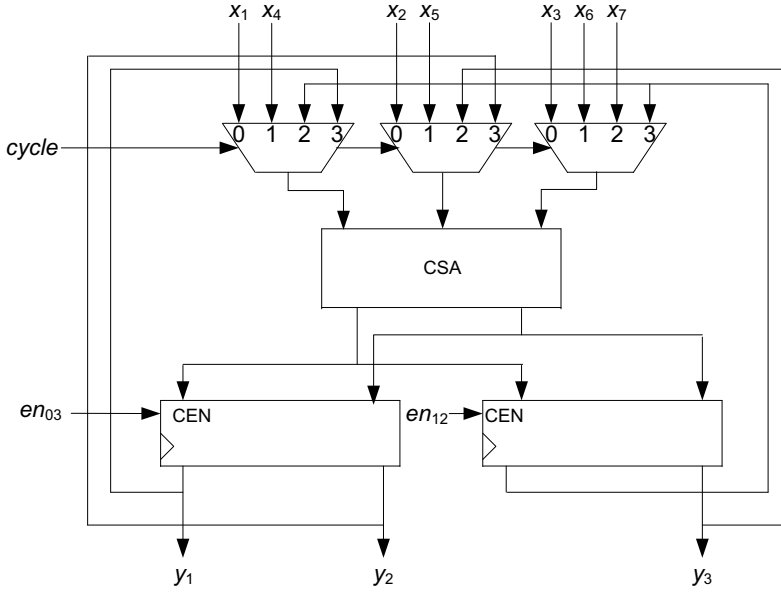 x₁ x₄ x₂ x₅ x₃ x₆ x₇
0 1 2 3 0 1 2 3 0 1 2 3
cycle
CSA
en₀₃ CEN en₁₂ CEN
y₁ y₂ y₃